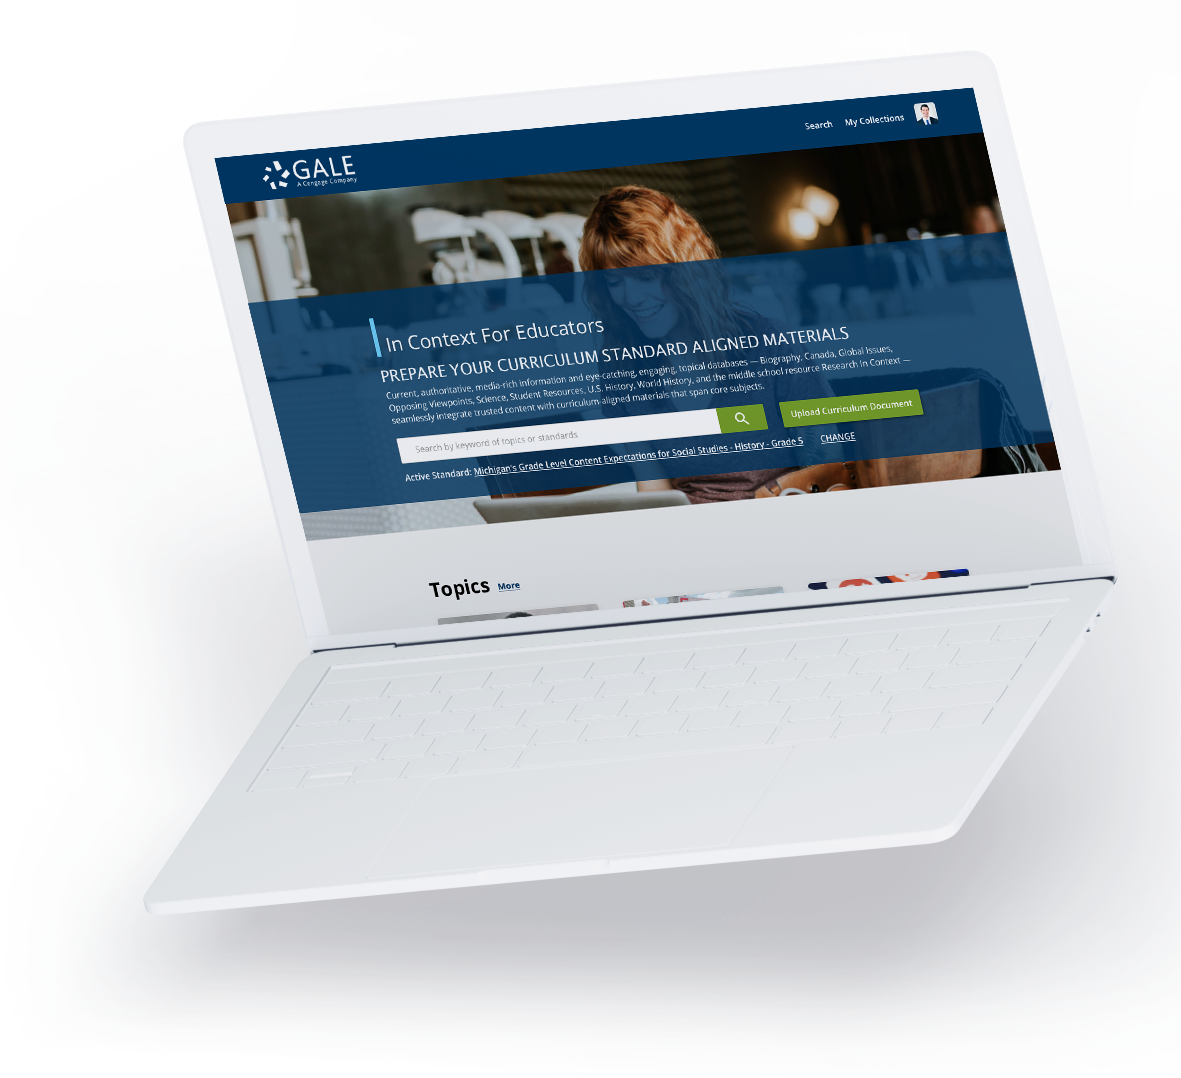 GALE
A Cengage Company
Search My Collections
In Context For Educators
PREPARE YOUR CURRICULUM STANDARD ALIGNED MATERIALS
Current, authoritative, media-rich information and eye-catching, engaging, topical databases — Biography, Canada, Global Issues,
Opposing Viewpoints, Science, Student Resources, U.S. History, World History, and the middle school resource Research In Context —
seamlessly integrate trusted content with curriculum-aligned materials that span core subjects.
Search by keyword of topics or standards
Upload Curriculum Document
Active Standard: Michigan's Grade Level Content Expectations for Social Studies - History - Grade 5 CHANGE
Topics More